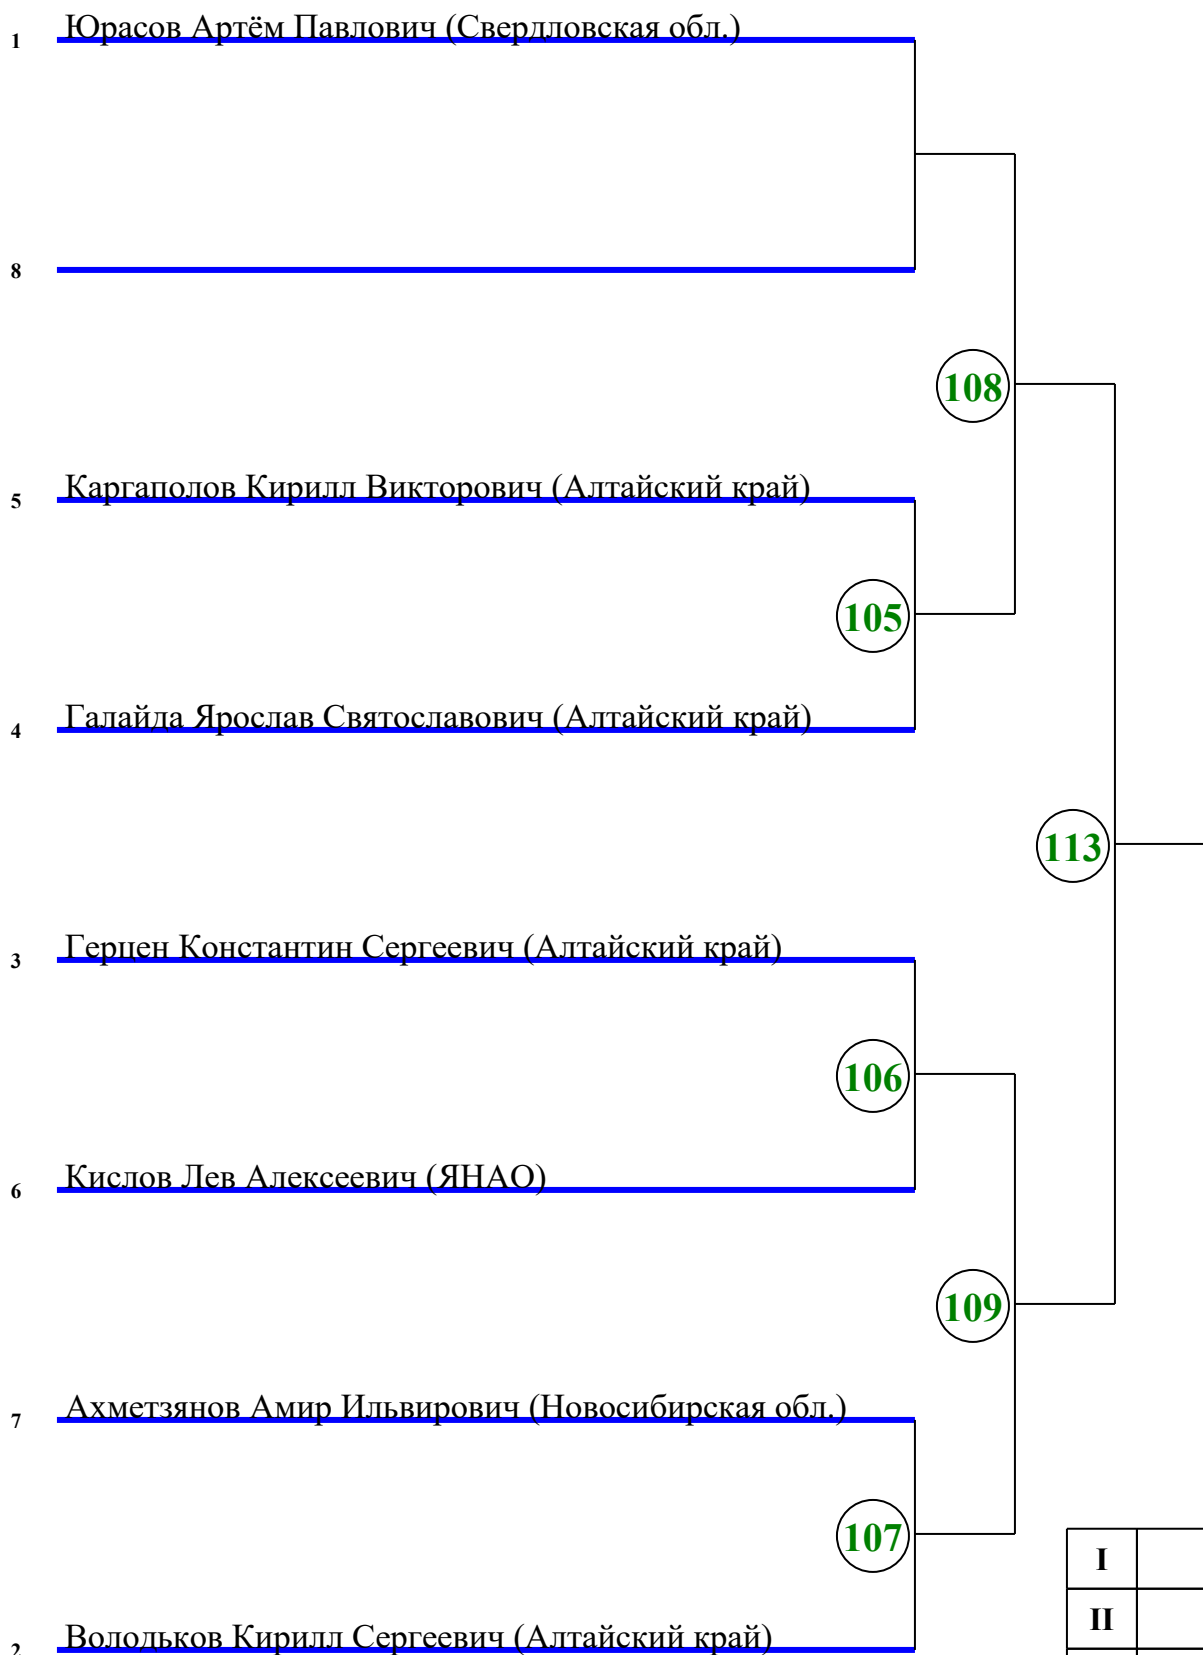 1 Юрасов Артём Павлович (Свердловская обл.)
8
108
5 Каргаполов Кирилл Викторович (Алтайский край)
105
4 Галайда Ярослав Святославович (Алтайский край)
113
3 Герцен Константин Сергеевич (Алтайский край)
106
6 Кислов Лев Алексеевич (ЯНАО)
109
7 Ахметзянов Амир Ильвирович (Новосибирская обл.)
107
I
II
2 Володьков Кирилл Сергеевич (Алтайский край)